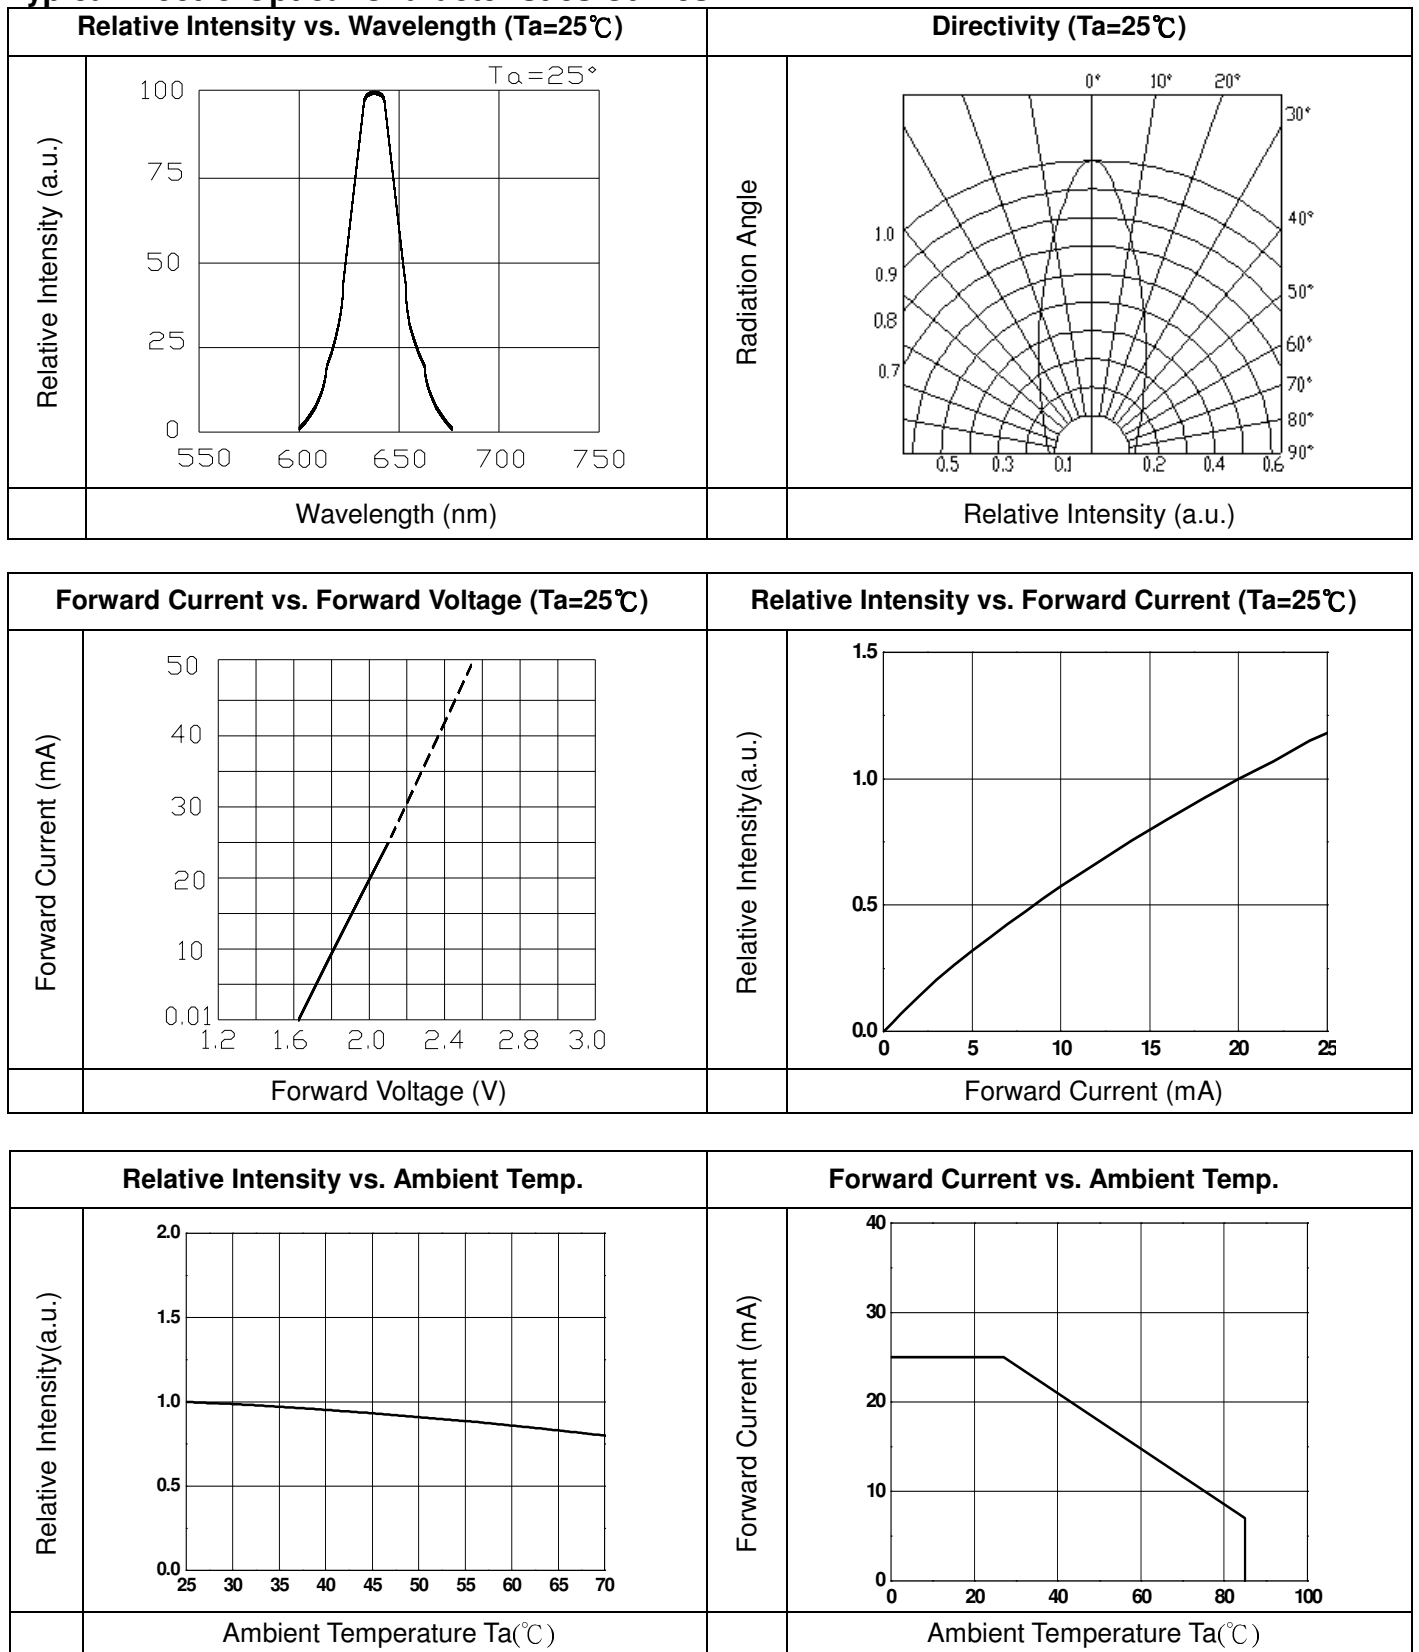 Relative Intensity vs. Wavelength (Ta=25℃)
Directivity (Ta=25℃)
Relative Intensity (a.u.)
Ta=25°
100
75
50
25
0
550 600 650 700 750
Wavelength (nm)
Radiation Angle
0° 10° 20°
30°
40°
50°
60°
70°
80°
90°
1.0
0.9
0.8
0.7
0.5 0.3 0.1 0.2 0.4 0.6
Relative Intensity (a.u.)
Forward Current vs. Forward Voltage (Ta=25℃)
Relative Intensity vs. Forward Current (Ta=25℃)
Forward Current (mA)
50
40
30
20
10
0.01
1.2 1.6 2.0 2.4 2.8 3.0
Forward Voltage (V)
Relative Intensity(a.u.)
1.5
1.0
0.5
0.0
0 5 10 15 20 25
Forward Current (mA)
Relative Intensity vs. Ambient Temp.
Forward Current vs. Ambient Temp.
Relative Intensity(a.u.)
2.0
1.5
1.0
0.5
0.0
25 30 35 40 45 50 55 60 65 70
Ambient Temperature Ta(℃)
Forward Current (mA)
40
30
20
10
0
0 20 40 60 80 100
Ambient Temperature Ta(℃)